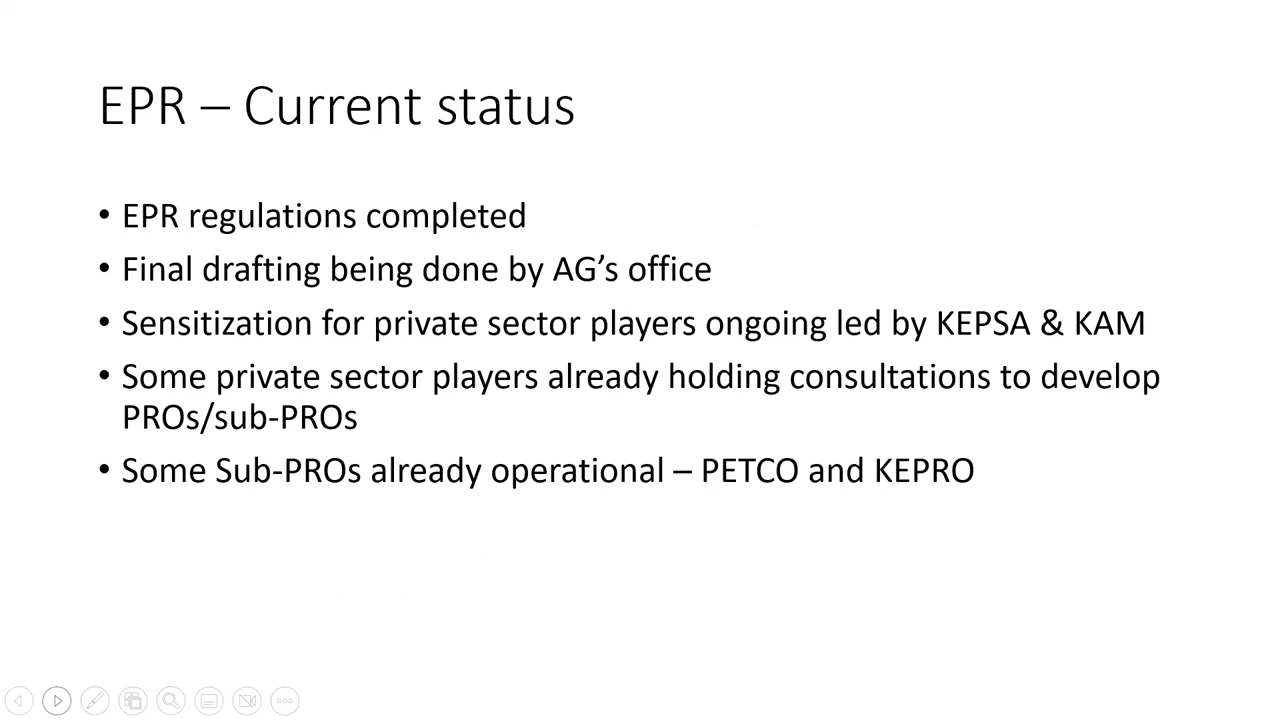 EPR – Current status
• EPR regulations completed
• Final drafting being done by AG’s office
• Sensitization for private sector players ongoing led by KEPSA & KAM
• Some private sector players already holding consultations to develop
PROs/sub-PROs
• Some Sub-PROs already operational – PETCO and KEPRO